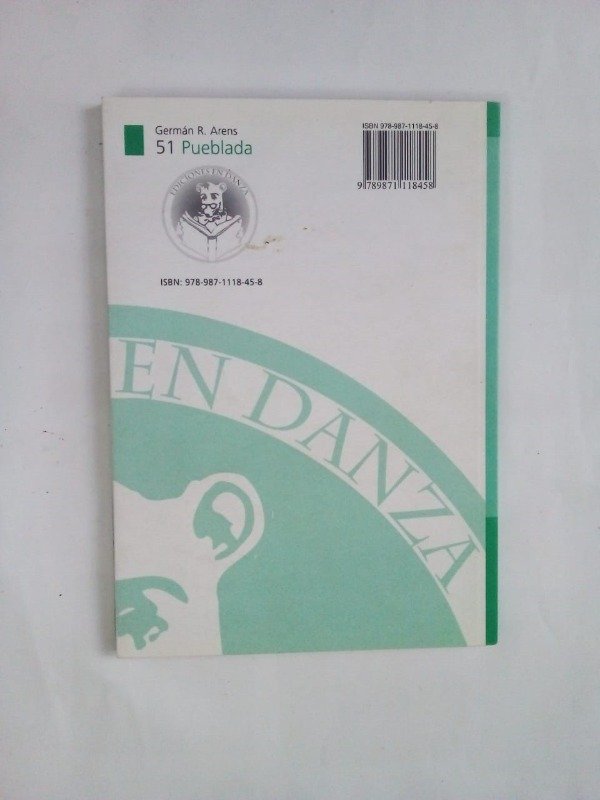 Germán R. Arens
51 Pueblada
ISBN 978-987-1118-45-8
9 789871 118458
EDICIONES EN DANZA
ISBN: 978-987-1118-45-8
EN DANZA